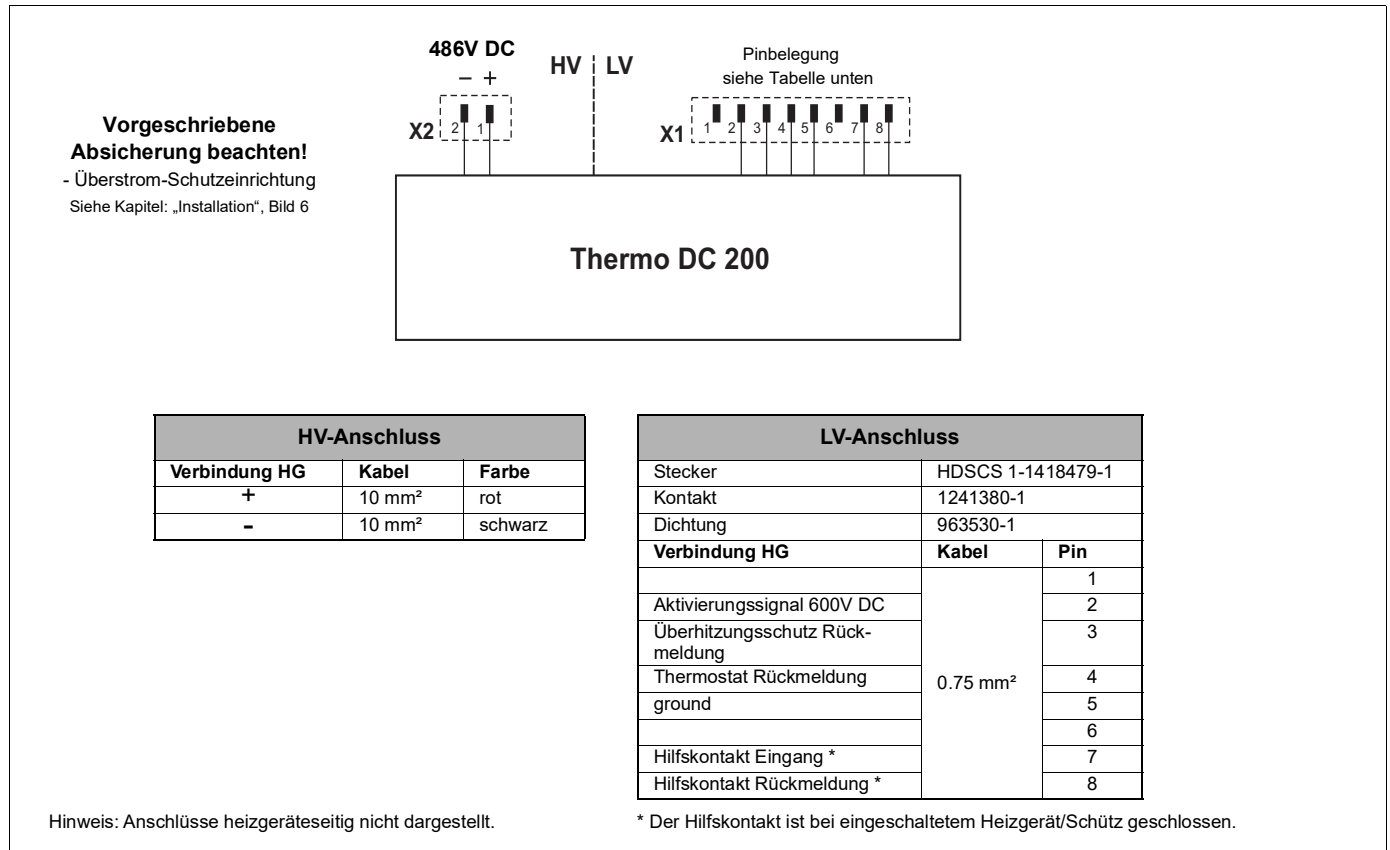 486V DC
– +
HV LV
Pinbelegung
siehe Tabelle unten
X2
2 1
X1
1 2 3 4 5 6 7 8
Vorgeschriebene
Absicherung beachten!
- Überstrom-Schutzeinrichtung
Siehe Kapitel: „Installation“, Bild 6
Thermo DC 200
HV-Anschluss
Verbindung HG Kabel Farbe
+ 10 mm² rot
- 10 mm² schwarz
LV-Anschluss
Stecker HDSCS 1-1418479-1
Kontakt 1241380-1
Dichtung 963530-1
Verbindung HG Kabel Pin
1
Aktivierungssignal 600V DC 2
Überhitzungsschutz Rück- 3
meldung
Thermostat Rückmeldung 0.75 mm² 4
ground 5
6
Hilfskontakt Eingang * 7
Hilfskontakt Rückmeldung * 8
Hinweis: Anschlüsse heizgeräteseitig nicht dargestellt.
* Der Hilfskontakt ist bei eingeschaltetem Heizgerät/Schütz geschlossen.